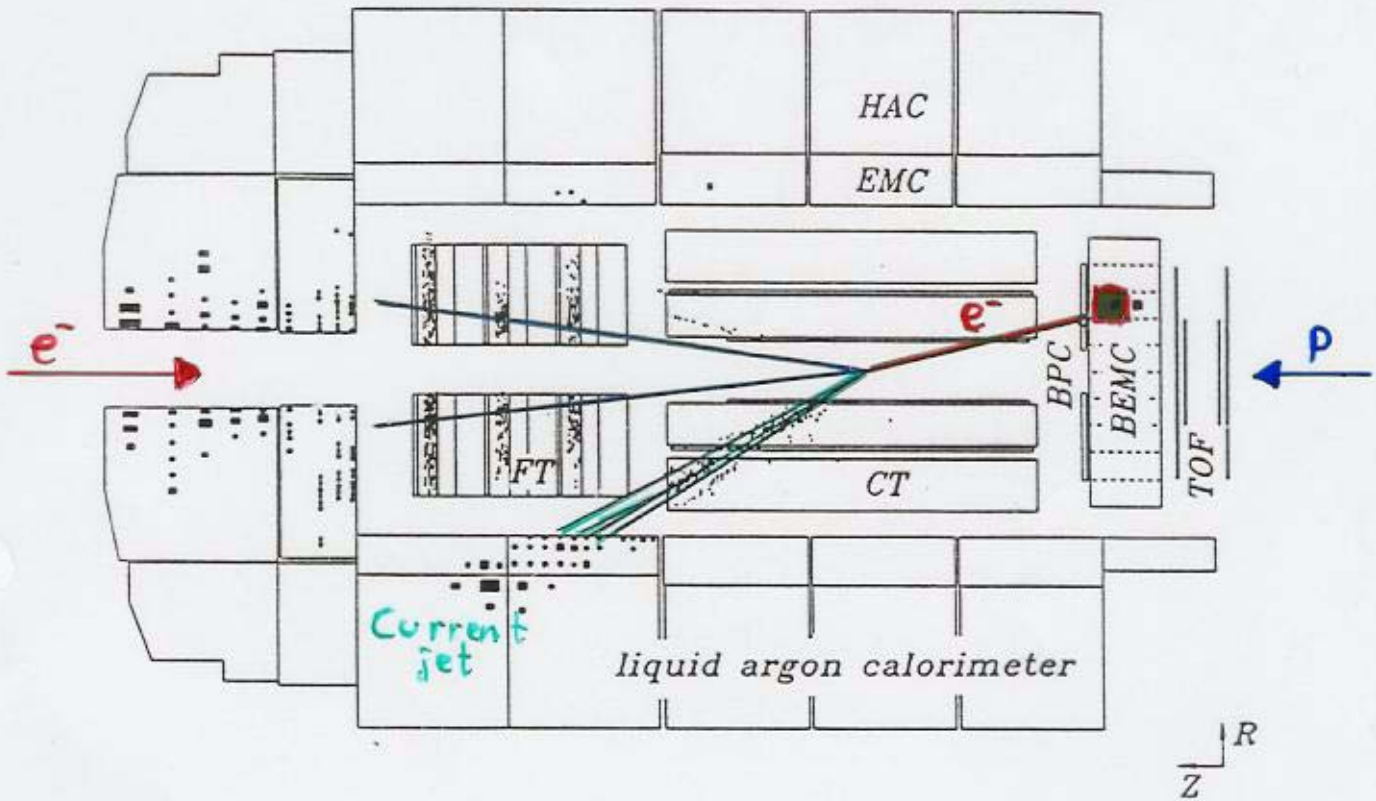 HAC
EMC
e⁻
e⁻
BPC
BEMC
TOF
P
FT
CT
Current
jet
liquid argon calorimeter
R
Z